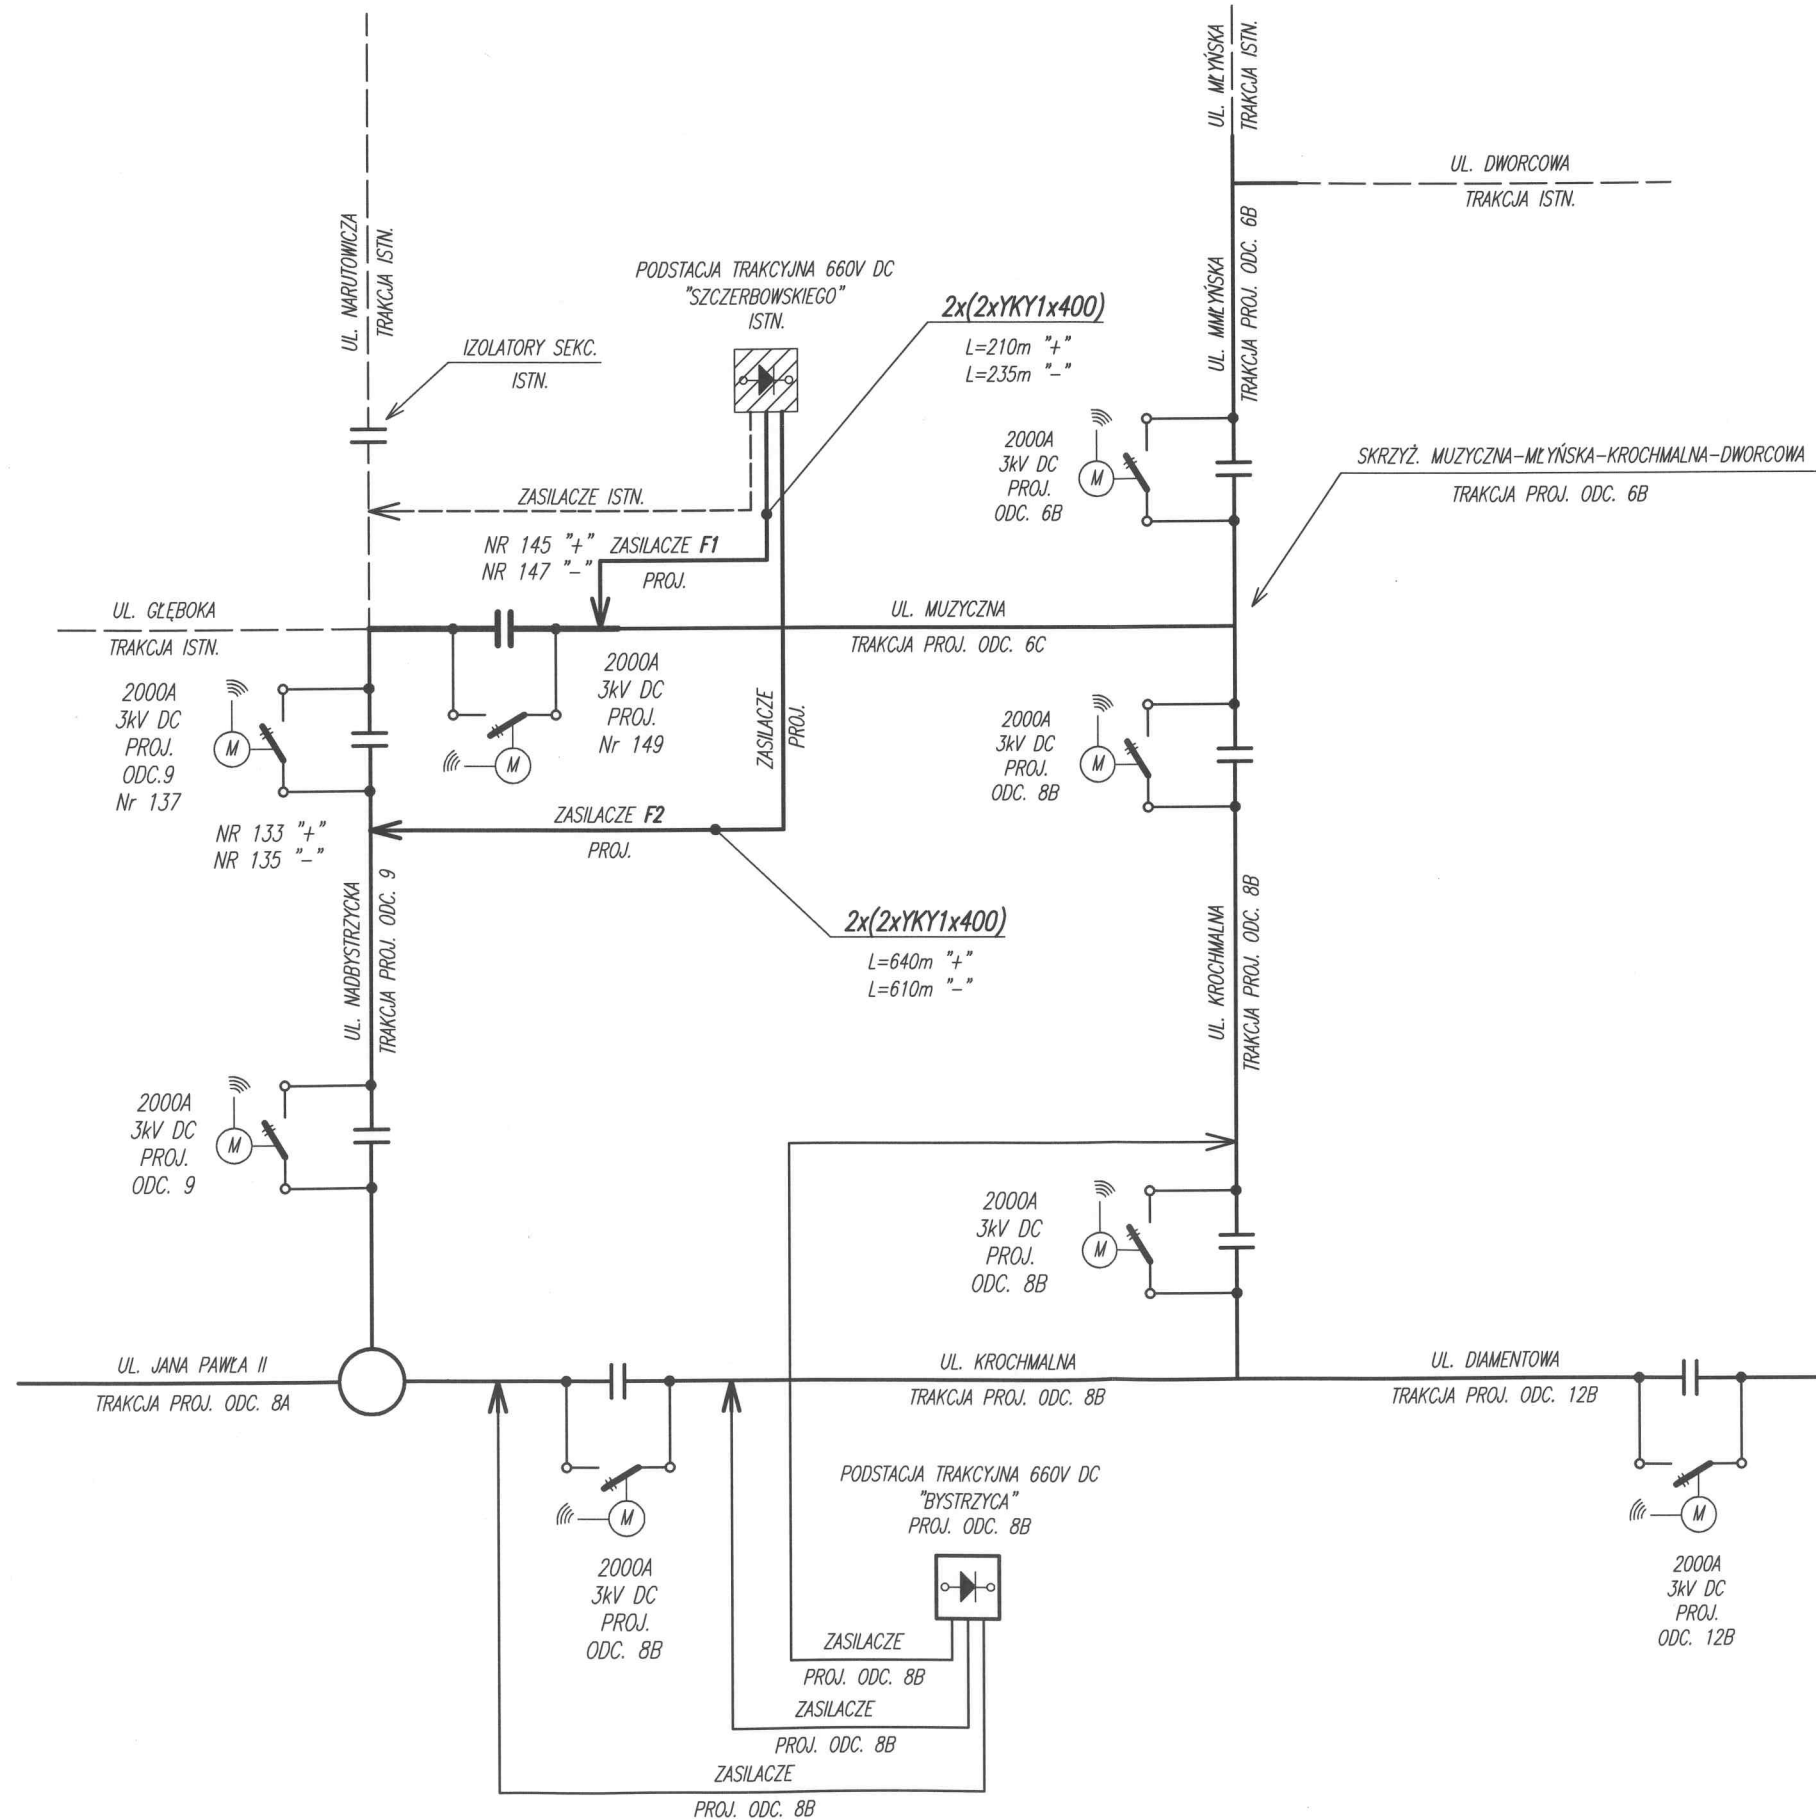 UL. MŁYŃSKA
TRAKCJA ISTN.
UL. DWORCOWA
TRAKCJA ISTN.
UL. NARUTOWICZA
TRAKCJA ISTN.
PODSTACJA TRAKCYJNA 660V DC
"SZCZERBOWSKIEGO"
ISTN.
2x(2xYKY1x400)
L=210m "+"
L=235m "-"
UL. MMŁYŃSKA
TRAKCJA PROJ. ODC. 6B
IZOLATORY SEKC.
ISTN.
2000A
3kV DC
PROJ.
ODC. 6B
M
SKRZYŻ. MUZYCZNA-MŁYŃSKA-KROCHMALNA-DWORCOWA
TRAKCJA PROJ. ODC. 6B
ZASILACZE ISTN.
NR 145 "+"
NR 147 "-"
ZASILACZE F1
PROJ.
UL. GŁĘBOKA
TRAKCJA ISTN.
UL. MUZYCZNA
TRAKCJA PROJ. ODC. 6C
2000A
3kV DC
PROJ.
ODC.9
Nr 137
M
2000A
3kV DC
PROJ.
Nr 149
M
ZASILACZE
PROJ.
2000A
3kV DC
PROJ.
ODC. 8B
M
NR 133 "+"
NR 135 "-"
ZASILACZE F2
PROJ.
UL. NADBYSTRZYCKA
TRAKCJA PROJ. ODC. 9
2x(2xYKY1x400)
L=640m "+"
L=610m "-"
UL. KROCHMALNA
TRAKCJA PROJ. ODC. 8B
2000A
3kV DC
PROJ.
ODC. 9
M
2000A
3kV DC
PROJ.
ODC. 8B
M
UL. JANA PAWŁA II
TRAKCJA PROJ. ODC. 8A
UL. KROCHMALNA
TRAKCJA PROJ. ODC. 8B
UL. DIAMENTOWA
TRAKCJA PROJ. ODC. 12B
M
2000A
3kV DC
PROJ.
ODC. 8B
PODSTACJA TRAKCYJNA 660V DC
"BYSTRZYCA"
PROJ. ODC. 8B
M
2000A
3kV DC
PROJ.
ODC. 12B
ZASILACZE
PROJ. ODC. 8B
ZASILACZE
PROJ. ODC. 8B
ZASILACZE
PROJ. ODC. 8B